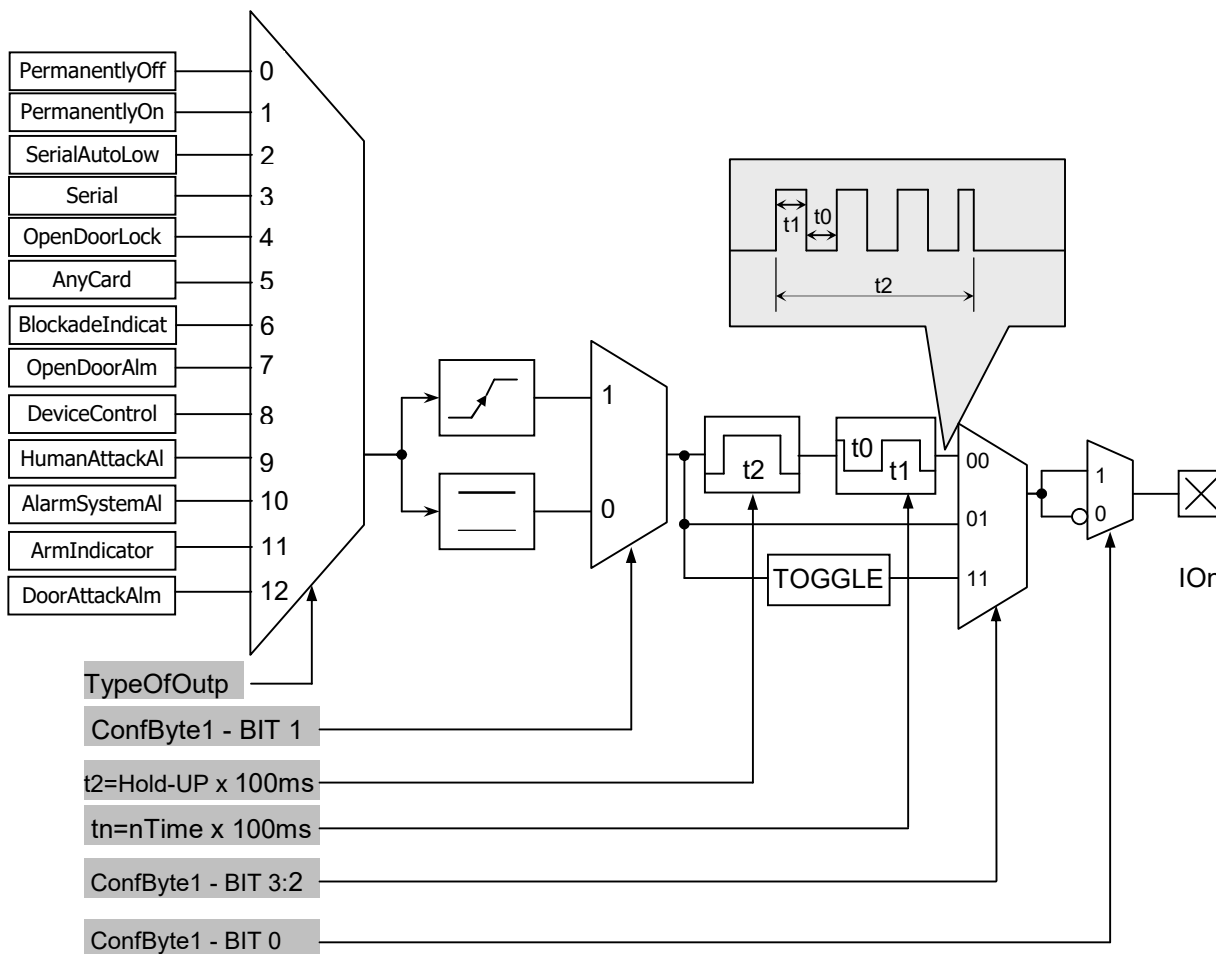 PermanentlyOff 0
PermanentlyOn 1
SerialAutoLow 2
Serial 3
OpenDoorLock 4
AnyCard 5
BlockadeIndicat 6
OpenDoorAlm 7
DeviceControl 8
HumanAttackAl 9
AlarmSystemAl 10
ArmIndicator 11
DoorAttackAlm 12
t1
t0
t2
1
0
t2
t0
t1
00
01
11
TOGGLE
1
0
IOn
TypeOfOutp
ConfByte1 - BIT 1
t2=Hold-UP x 100ms
tn=nTime x 100ms
ConfByte1 - BIT 3:2
ConfByte1 - BIT 0